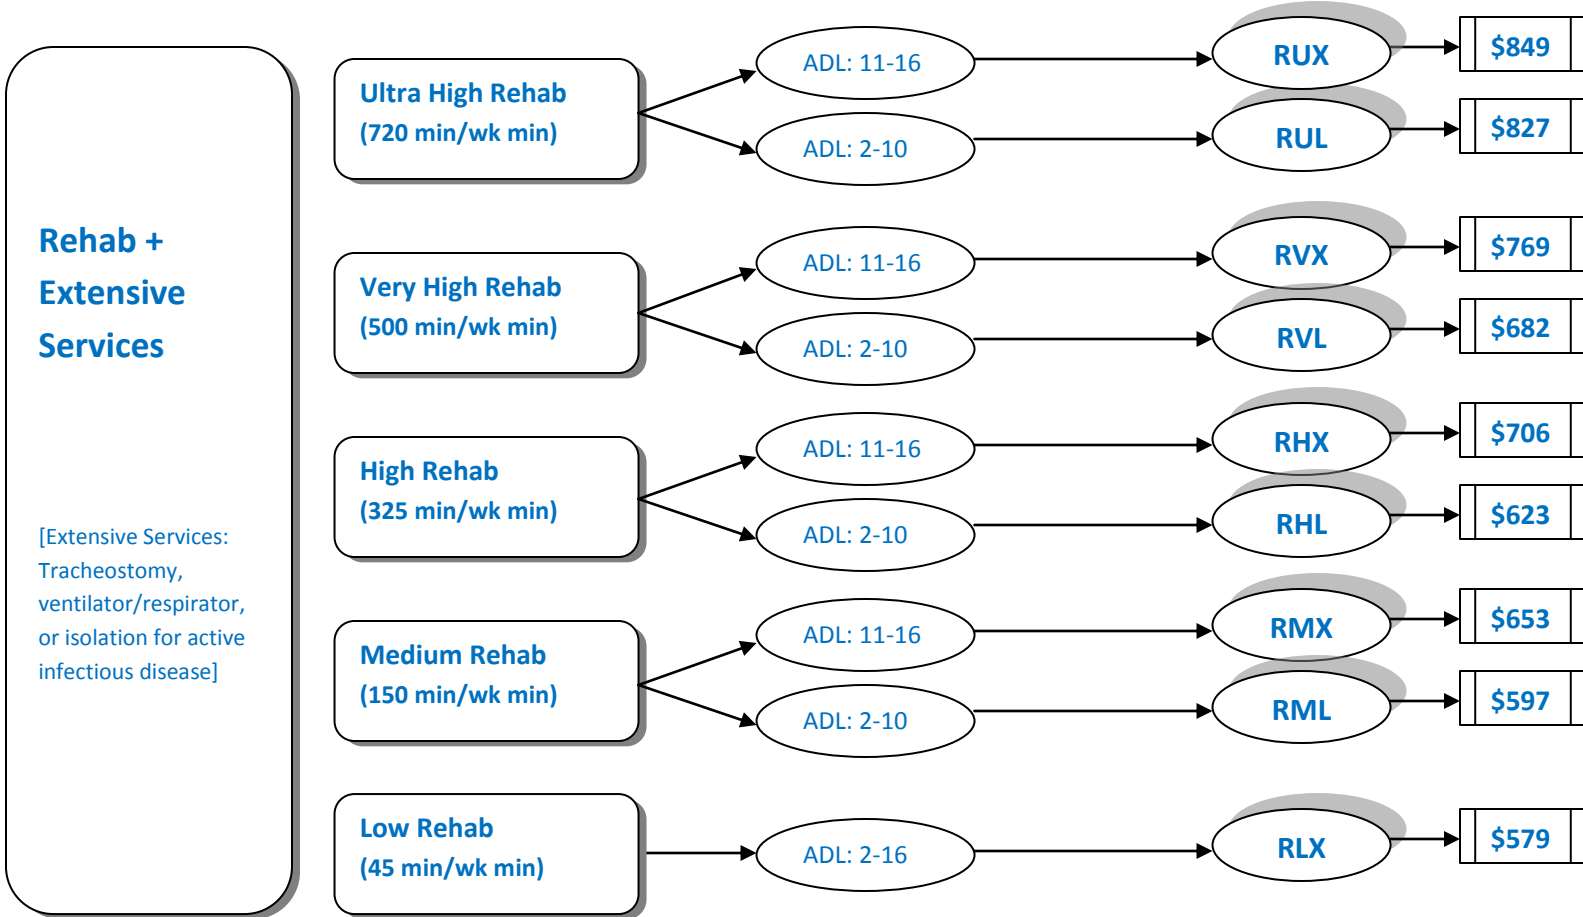 Rehab +
Extensive
Services
[Extensive Services:
Tracheostomy,
ventilator/respirator,
or isolation for active
infectious disease]
Ultra High Rehab
(720 min/wk min)
ADL: 11-16
RUX
$849
ADL: 2-10
RUL
$827
Very High Rehab
(500 min/wk min)
ADL: 11-16
RVX
$769
ADL: 2-10
RVL
$682
High Rehab
(325 min/wk min)
ADL: 11-16
RHX
$706
ADL: 2-10
RHL
$623
Medium Rehab
(150 min/wk min)
ADL: 11-16
RMX
$653
ADL: 2-10
RML
$597
Low Rehab
(45 min/wk min)
ADL: 2-16
RLX
$579